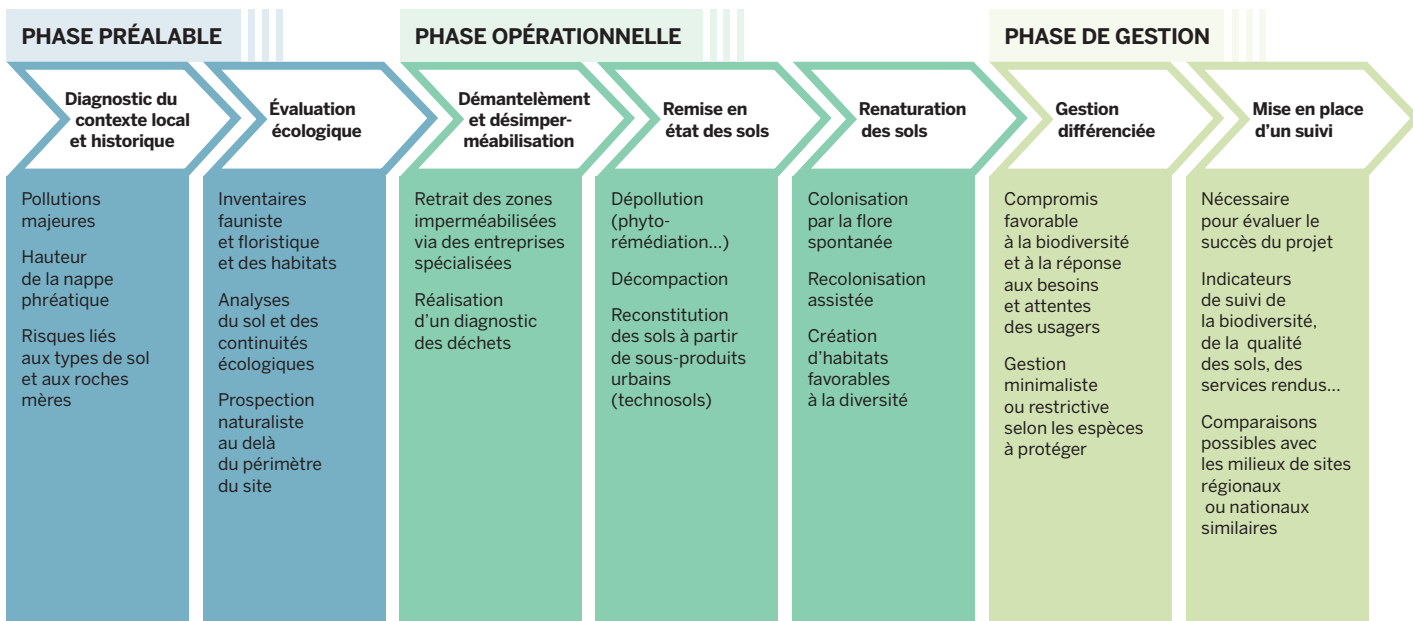 PHASE PRÉALABLE
PHASE OPÉRATIONNELLE
PHASE DE GESTION
Diagnostic du
contexte local
et historique
Évaluation
écologique
Démantelèment
et désimper-
méabilisation
Remise en
état des sols
Renaturation
des sols
Gestion
différenciée
Mise en place
d'un suivi
Pollutions
majeures
Hauteur
de la nappe
phréatique
Risques liés
aux types de sol
et aux roches
mères
Inventaires
fauniste
et floristique
et des habitats
Analyses
du sol et des
continuités
écologiques
Prospection
naturaliste
au delà
du périmètre
du site
Retrait des zones
imperméabilisées
via des entreprises
spécialisées
Réalisation
d'un diagnostic
des déchets
Dépollution
(phyto-
rémédiation...)
Décompaction
Reconstitution
des sols à partir
de sous-produits
urbains
(technosols)
Colonisation
par la flore
spontanée
Recolonisation
assistée
Création
d'habitats
favorables
à la diversité
Compromis
favorable
à la biodiversité
et à la réponse
aux besoins
et attentes
des usagers
Gestion
minimaliste
ou restrictive
selon les espèces
à protéger
Nécessaire
pour évaluer le
succès du projet
Indicateurs
de suivi de
la biodiversité,
de la qualité
des sols, des
services rendus...
Comparaisons
possibles avec
les milieux de sites
régionaux
ou nationaux
similaires